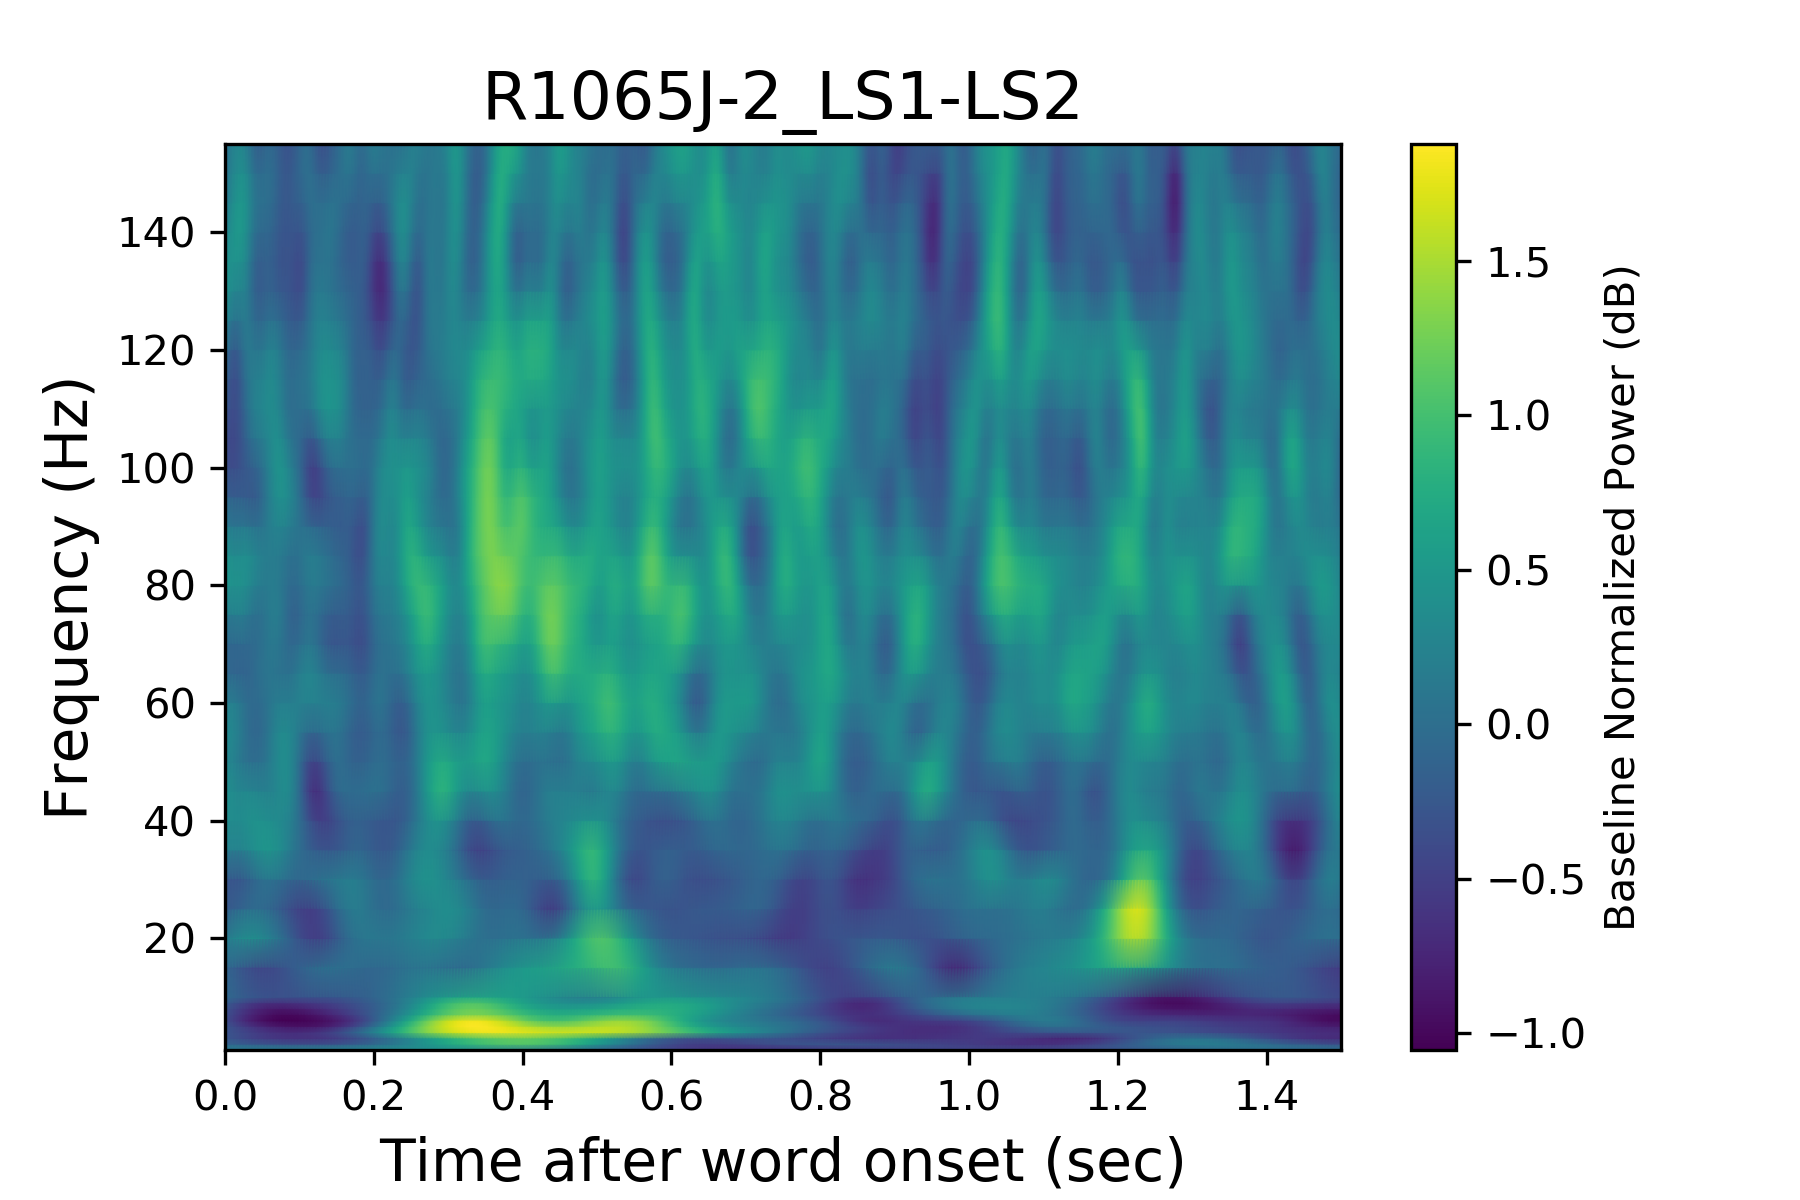 R1065J-2_LS1-LS2
Frequency (Hz)
140
120
100
80
60
40
20
0.0 0.2 0.4 0.6 0.8 1.0 1.2 1.4
Time after word onset (sec)
1.5
1.0
0.5
0.0
−0.5
−1.0
Baseline Normalized Power (dB)